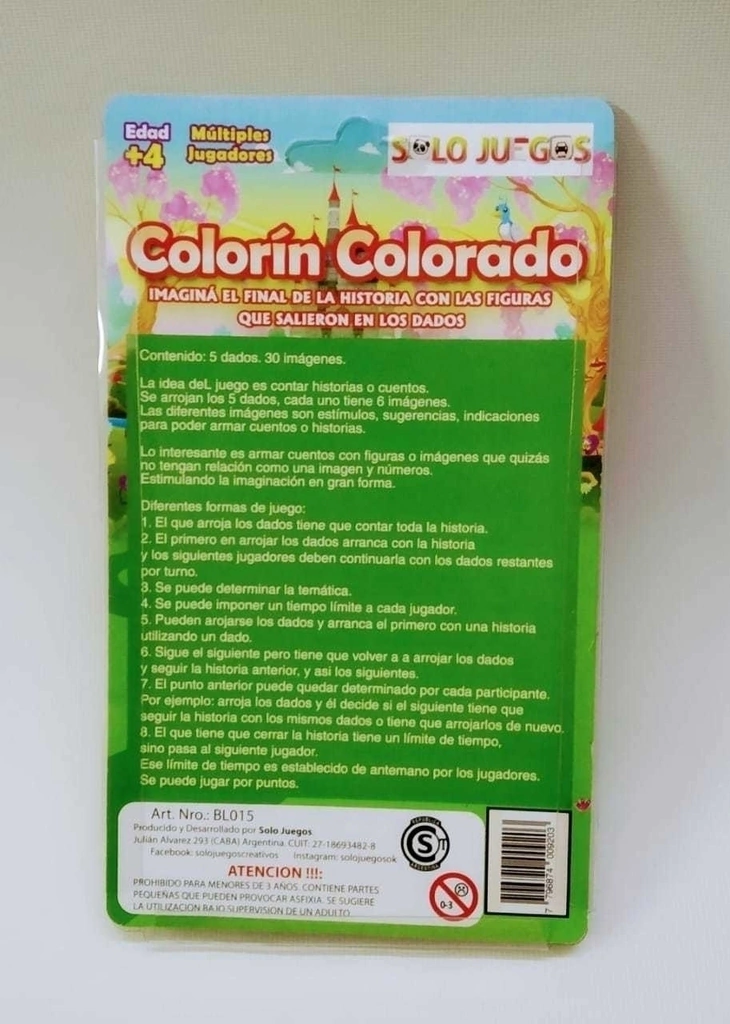 Edad
+4
Múltiples
Jugadores
SOLO JUEGOS
Colorín Colorado
IMAGINÁ EL FINAL DE LA HISTORIA CON LAS FIGURAS
QUE SALIERON EN LOS DADOS
Contenido: 5 dados. 30 imágenes.
La idea deL juego es contar historias o cuentos.
Se arrojan los 5 dados, cada uno tiene 6 imágenes.
Las diferentes imágenes son estímulos, sugerencias, indicaciones
para poder armar cuentos o historias.
Lo interesante es armar cuentos con figuras o imágenes que quizás
no tengan relación como una imagen y números.
Estimulando la imaginación en gran forma.
Diferentes formas de juego:
1. El que arroja los dados tiene que contar toda la historia.
2. El primero en arrojar los dados arranca con la historia
y los siguientes jugadores deben continuarla con los dados restantes
por turno.
3. Se puede determinar la temática.
4. Se puede imponer un tiempo límite a cada jugador.
5. Pueden arojarse los dados y arranca el primero con una historia
utilizando un dado.
6. Sigue el siguiente pero tiene que volver a a arrojar los dados
y seguir la historia anterior, y así los siguientes.
7. El punto anterior puede quedar determinado por cada participante.
Por ejemplo: arroja los dados y él decide si el siguiente tiene que
seguir la historia con los mismos dados o tiene que arrojarlos de nuevo.
8. El que tiene que cerrar la historia tiene un límite de tiempo,
sino pasa al siguiente jugador.
Ese límite de tiempo es establecido de antemano por los jugadores.
Se puede jugar por puntos.
Art. Nro.: BL015
Producido y Desarrollado por Solo Juegos
Julián Alvarez 293 (CABA) Argentina. CUIT: 27-18693482-8
Facebook: solojuegoscreativos Instagram: solojuegosok
ATENCION !!!:
PROHIBIDO PARA MENORES DE 3 AÑOS. CONTIENE PARTES
PEQUEÑAS QUE PUEDEN PROVOCAR ASFIXIA. SE SUGIERE
LA UTILIZACION BAJO SUPERVISION DE UN ADULTO
REPUBLICA
S
ARGENTINA
0-3
7 796874 009203